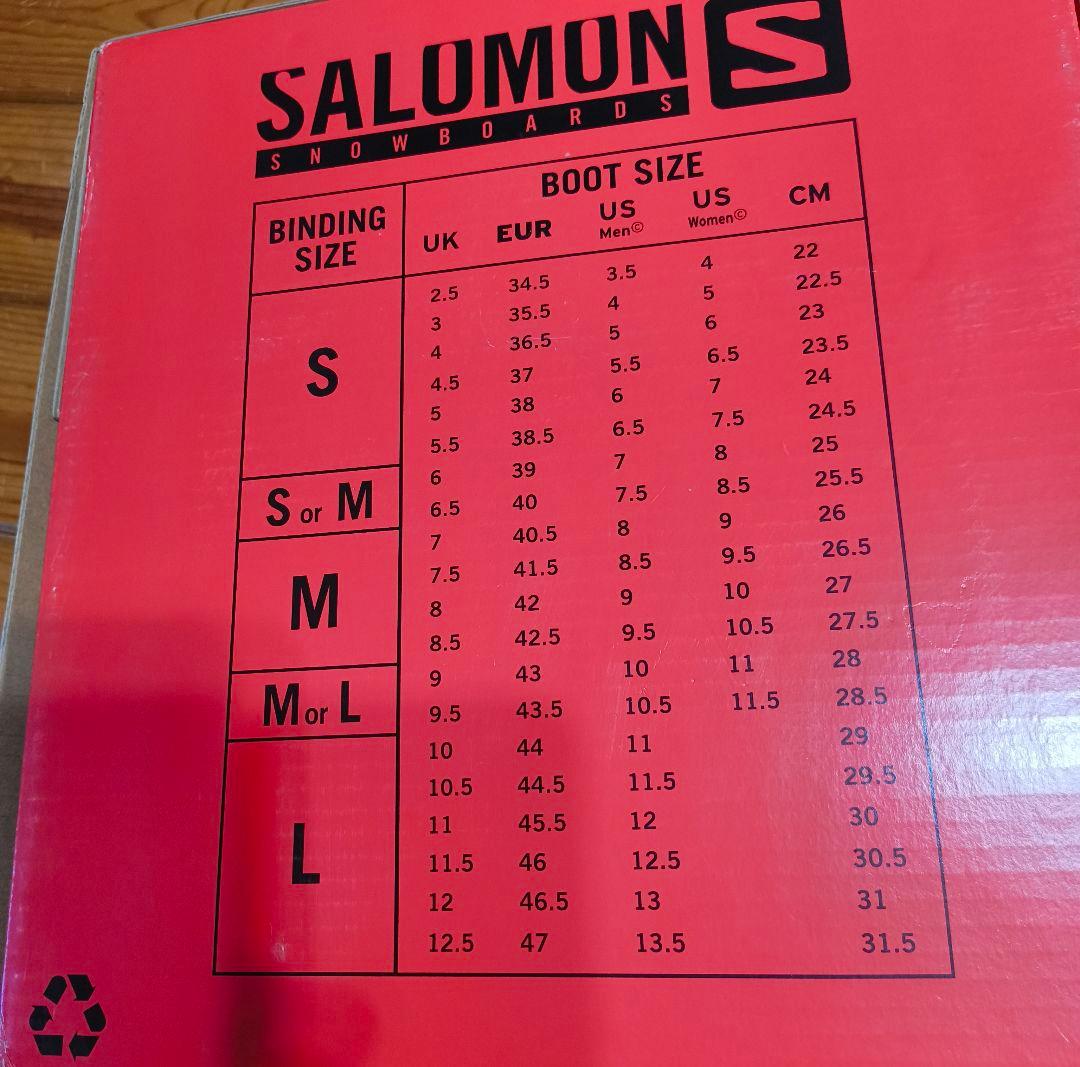 SALOMON
SNOWBOARDS
BINDING SIZE
BOOT SIZE
UK EUR US Men© US Women© CM
S
2.5 34.5 3.5 4 22
3 35.5 4 5 22.5
4 36.5 5 6 23
4.5 37 5.5 6.5 23.5
5 38 6 7 24
5.5 38.5 6.5 7.5 24.5
S or M
6 39 7 8 25
6.5 40 7.5 8.5 25.5
M
7 40.5 8 9 26
7.5 41.5 8.5 9.5 26.5
8 42 9 10 27
8.5 42.5 9.5 10.5 27.5
M or L
9 43 10 11 28
9.5 43.5 10.5 11.5 28.5
L
10 44 11 29
10.5 44.5 11.5 29.5
11 45.5 12 30
11.5 46 12.5 30.5
12 46.5 13 31
12.5 47 13.5 31.5